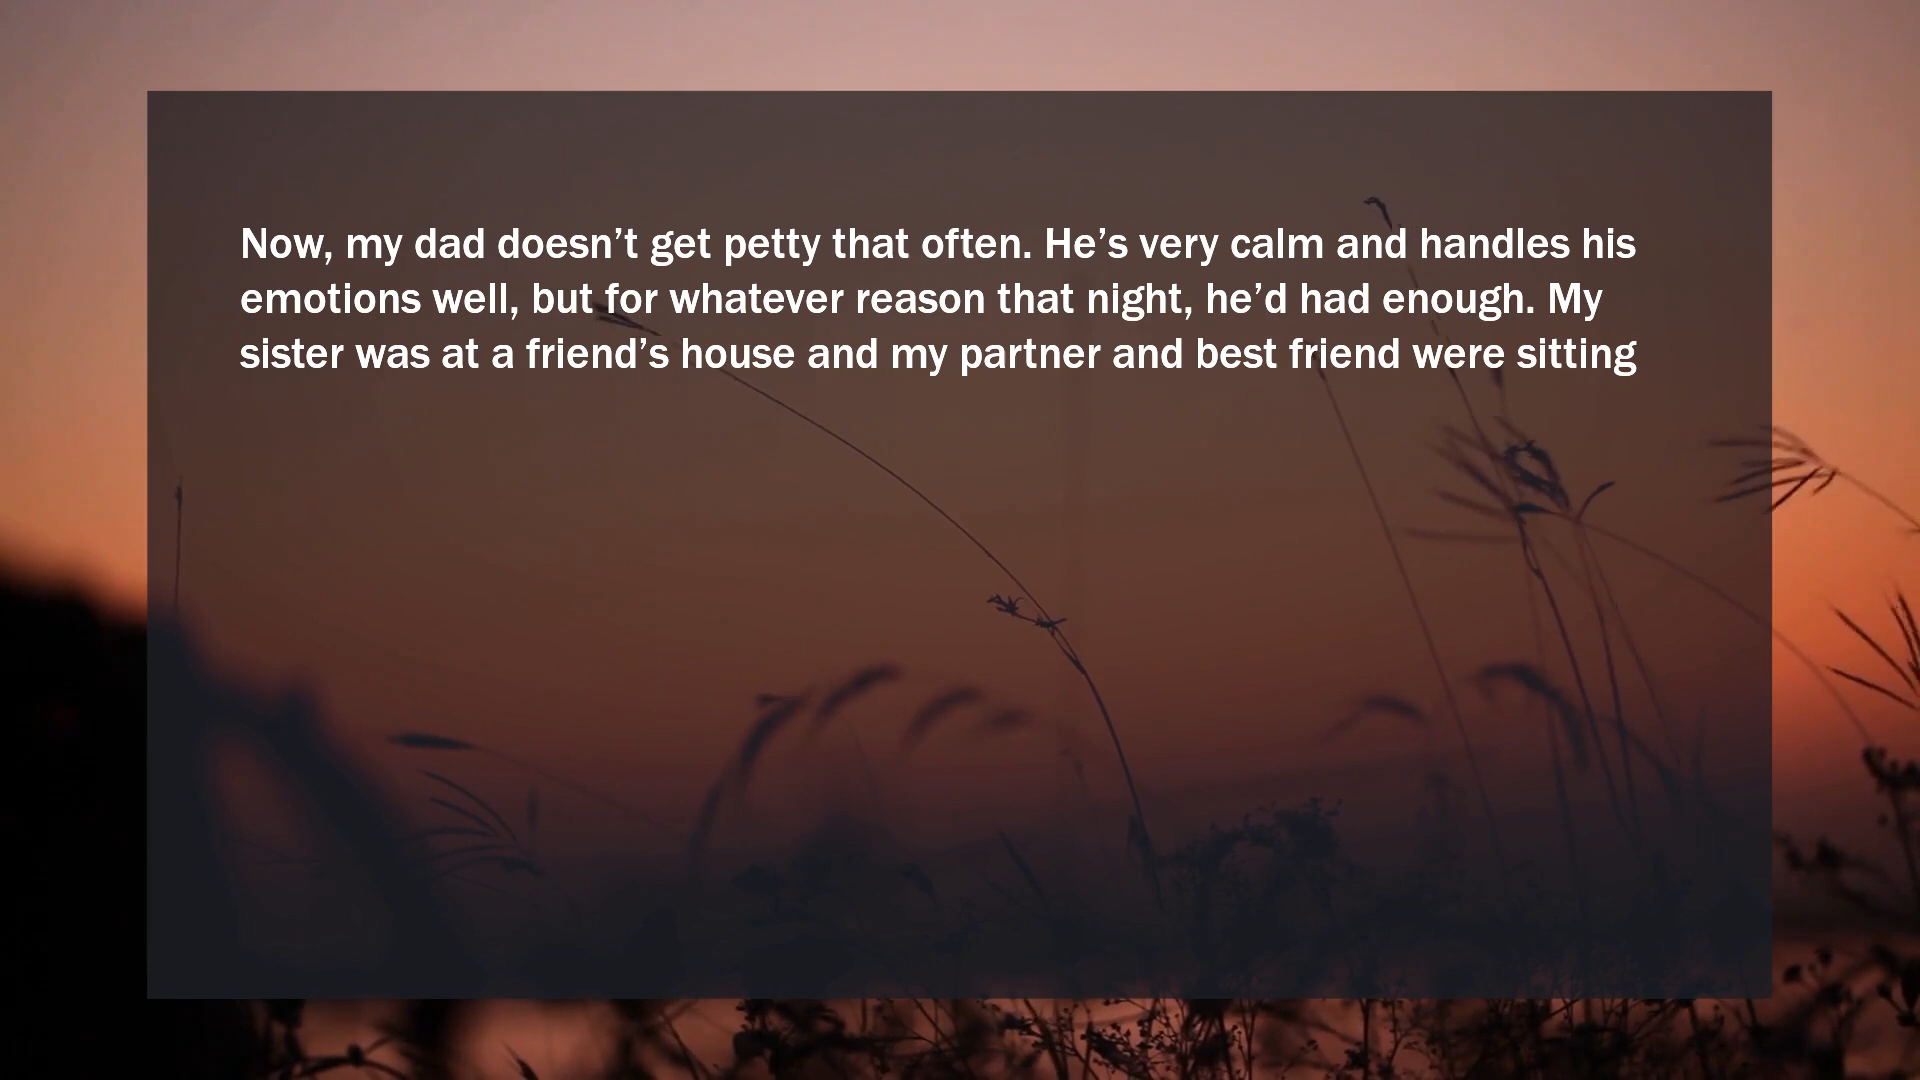 Now, my dad doesn’t get petty that often. He’s very calm and handles his
emotions well, but for whatever reason that night, he’d had enough. My
sister was at a friend’s house and my partner and best friend were sitting